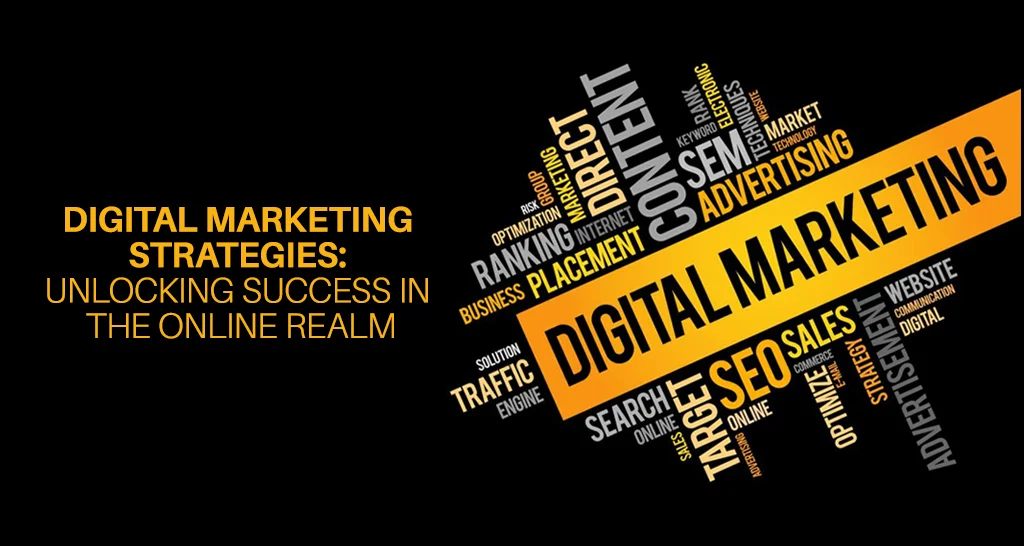 DIGITAL MARKETING
STRATEGIES:
UNLOCKING SUCCESS IN
THE ONLINE REALM
RISK
GROUP
OPTIMIZATION
MARKETING
DIRECT
CONTENT
RANKING
INTERNET
BUSINESS
PLACEMENT
KEYWORD
RANK
ELECTRONIC
SEM
TECHNIQUES
WEBSITE
MARKET
TECHNOLOGY
ADVERTISING
DIGITAL MARKETING
SOLUTION
TRAFFIC
ENGINE
SEARCH
ONLINE
SALES
TARGET
ADVERTISING
SEO
ONLINE
SALES
COMMERCE
OPTIMIZE
E-MAIL
STRATEGY
ADVERTISEMENT
WEBSITE
COMMUNICATION
DIGITAL